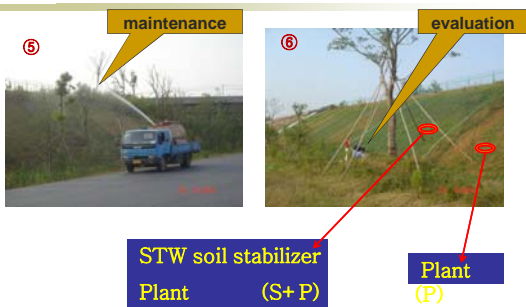 maintenance
evaluation
⑤
⑥
STW soil stabilizer
Plant (S+P)
Plant
(P)